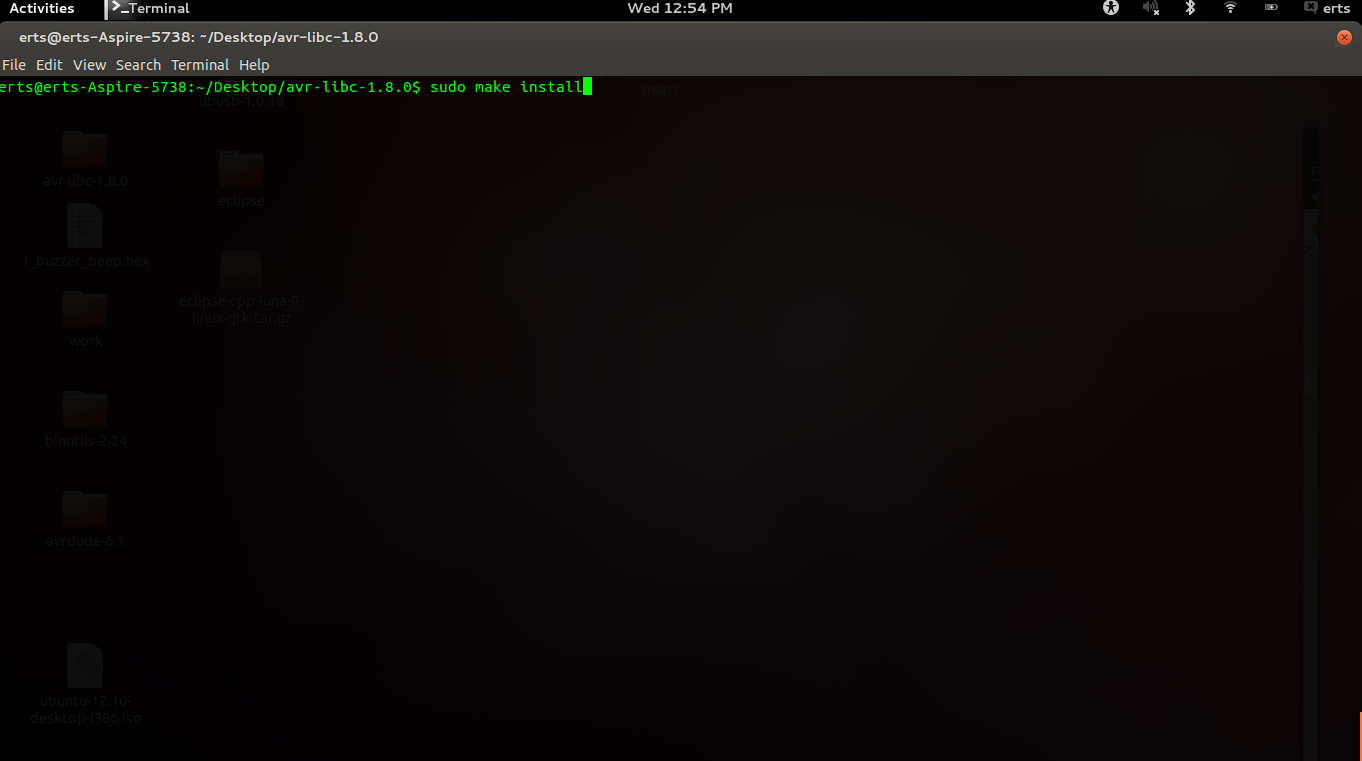 Activities
Terminal
Wed 12:54 PM
erts
erts@erts-Aspire-5738: ~/Desktop/avr-libc-1.8.0
File Edit View Search Terminal Help
erts@erts-Aspire-5738:~/Desktop/avr-libc-1.8.0$ sudo make install
snaps
libusb-1.0.18
avr-libc-1.8.0
eclipse
1_buzzer_beep.hex
eclipse-cpp-luna-R-
linux-gtk.tar.gz
work
binutils-2.24
avrdude-6.1
ubuntu-12.10-
desktop-i386.iso